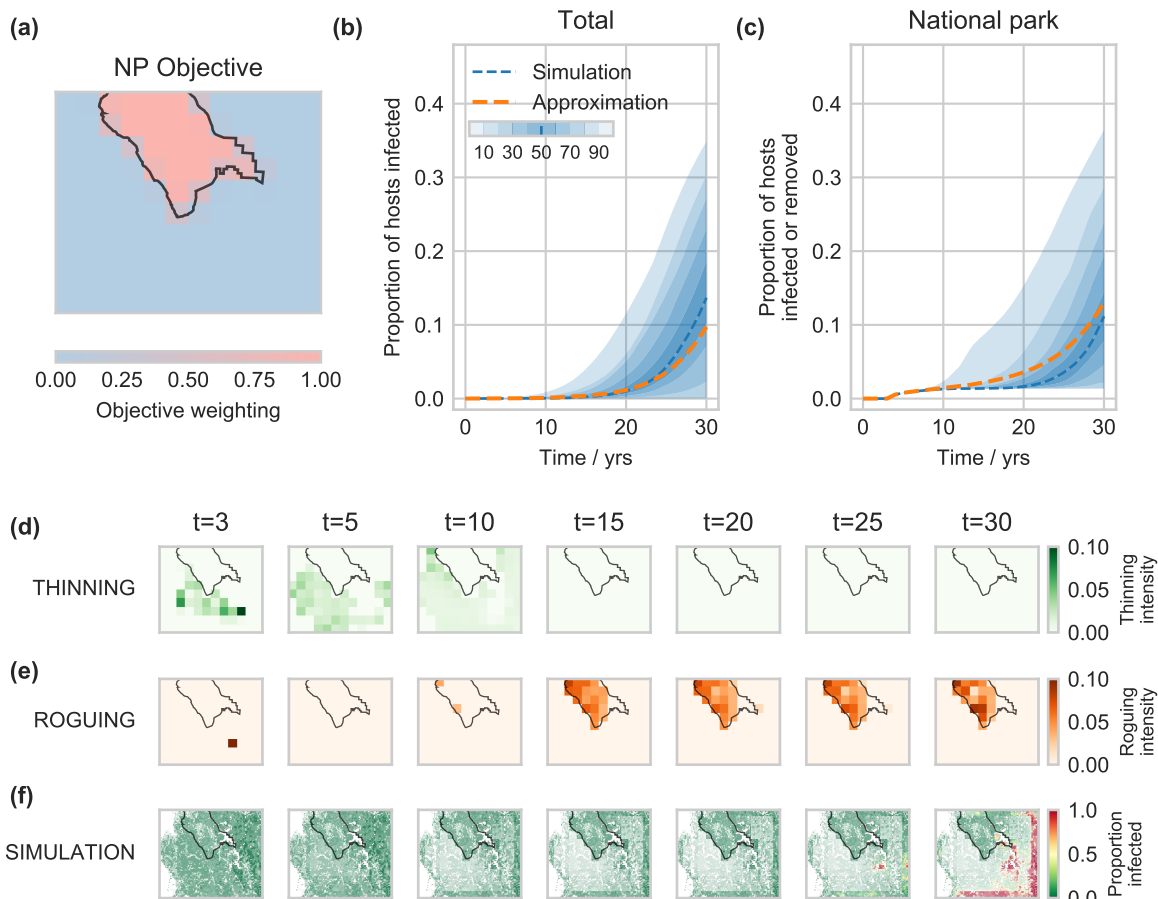 (a)
NP Objective
0.00 0.25 0.50 0.75 1.00
Objective weighting
(b)
Total
Simulation
Approximation
10 30 50 70 90
Proportion of hosts infected
0.4
0.3
0.2
0.1
0.0
0 10 20 30
Time / yrs
(c)
National park
Proportion of hosts
infected or removed
0.4
0.3
0.2
0.1
0.0
0 10 20 30
Time / yrs
(d)
t=3 t=5 t=10 t=15 t=20 t=25 t=30
THINNING
0.10
0.05
0.00
Thinning
intensity
(e)
ROGUING
0.10
0.05
0.00
Roguing
intensity
(f)
SIMULATION
1.0
0.5
0.0
Proportion
infected